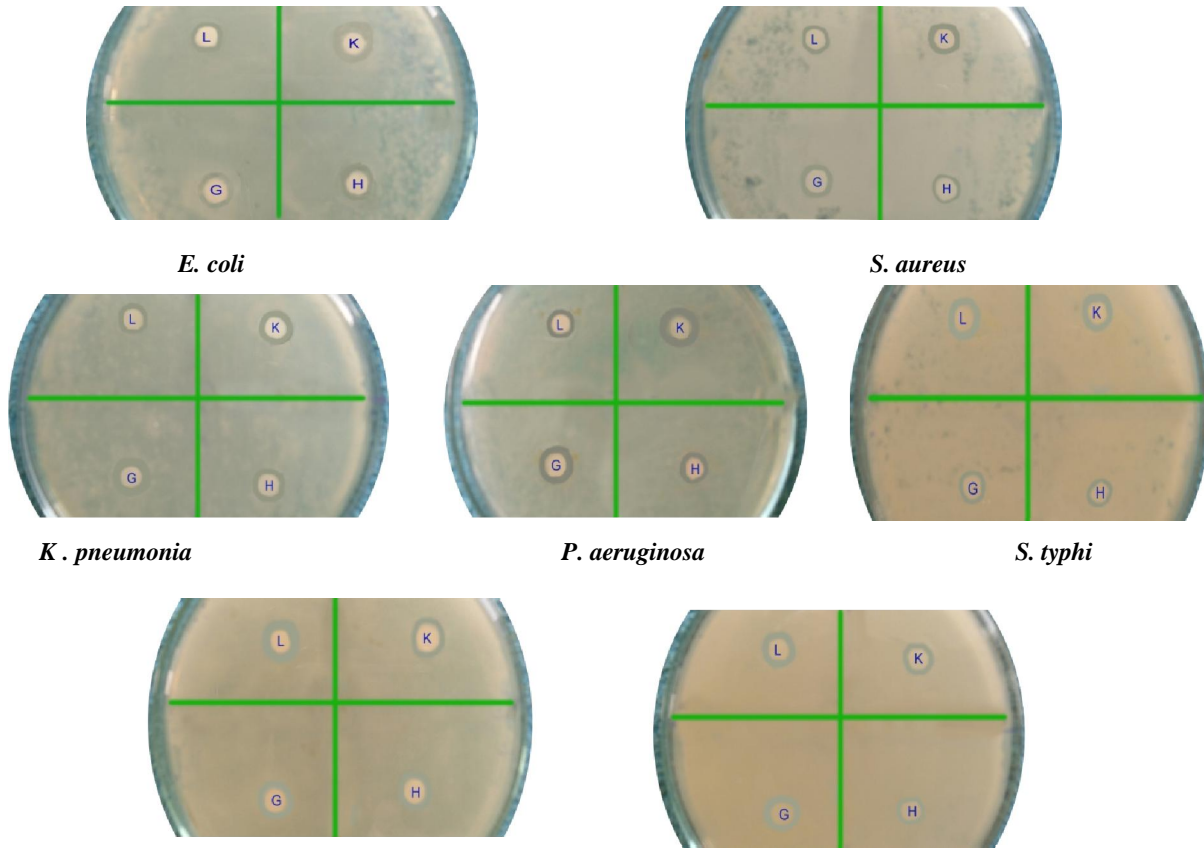 L K
G H
L K
G H
E. coli
S. aureus
L K
G H
L K
G H
L K
G H
K . pneumonia
P. aeruginosa
S. typhi
L K
G H
L K
G H